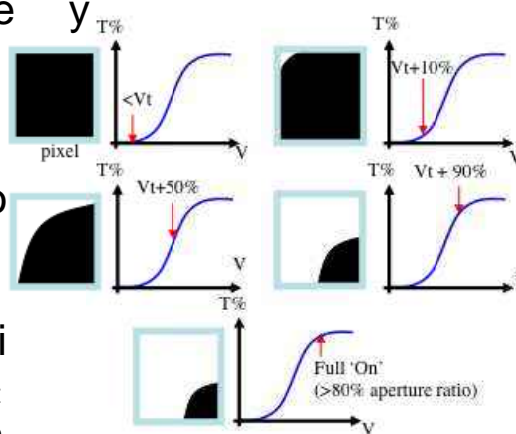 e y
T%
<Vt
pixel
V
T%
Vt+10%
T%
Vt+50%
V
T%
Vt + 90%
T%
Full 'On'
(>80% aperture ratio)
V
i